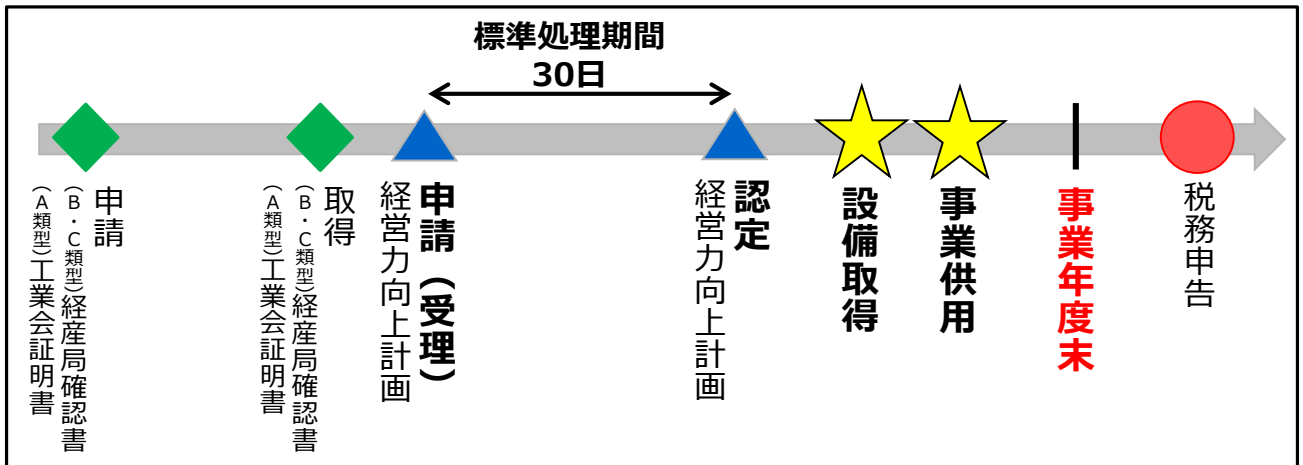 標準処理期間
30日
申請
（B・C類型）経産局確認書
（A類型）工業会証明書
取得
（B・C類型）経産局確認書
（A類型）工業会証明書
申請（受理）
経営力向上計画
認定
経営力向上計画
設備取得
事業供用
事業年度末
税務申告